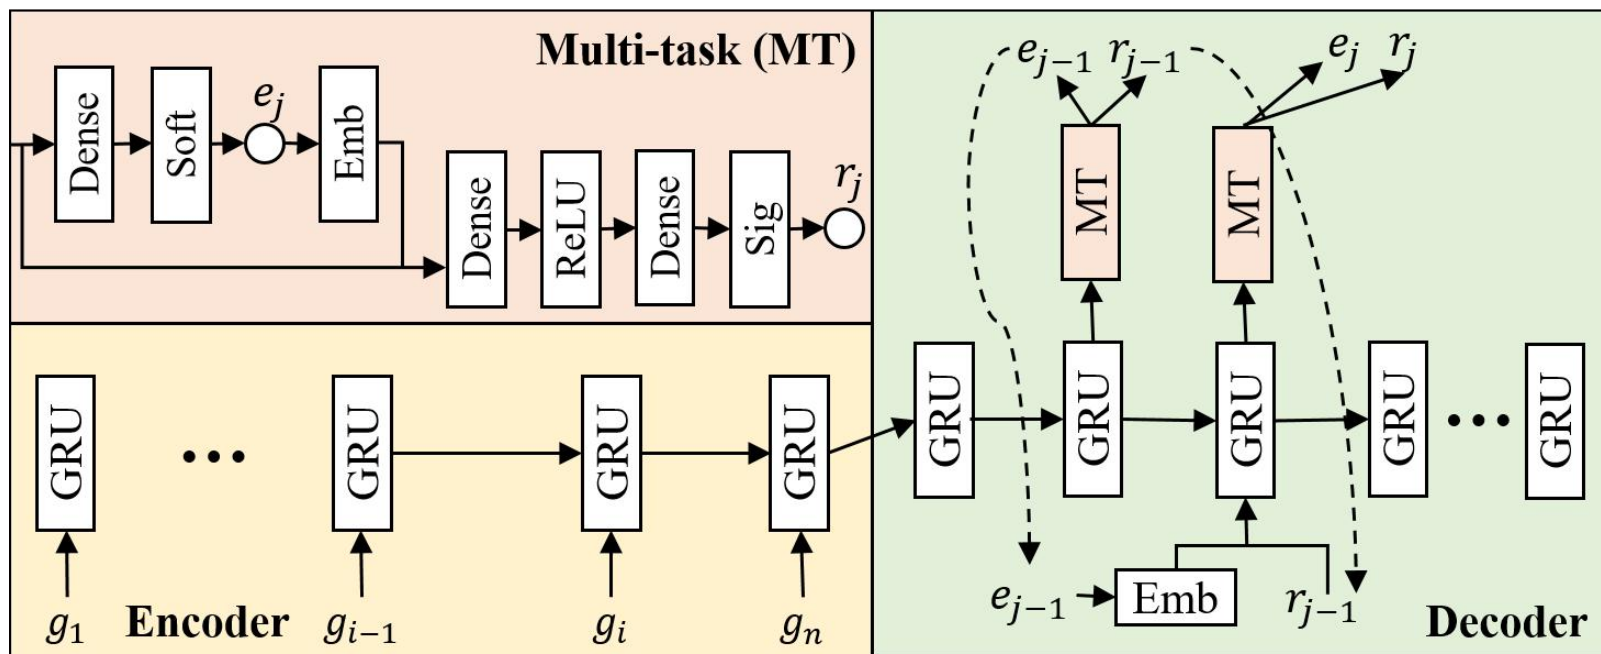 Multi-task (MT)
Dense
Soft
e_j
Emb
Dense
ReLU
Dense
Sig
r_j
GRU
...
GRU
GRU
GRU
g_1
Encoder
g_{i−1}
g_i
g_n
e_{j−1} r_{j−1}
e_j r_j
MT
MT
GRU
GRU
GRU
GRU
...
GRU
e_{j−1}
Emb
r_{j−1}
Decoder